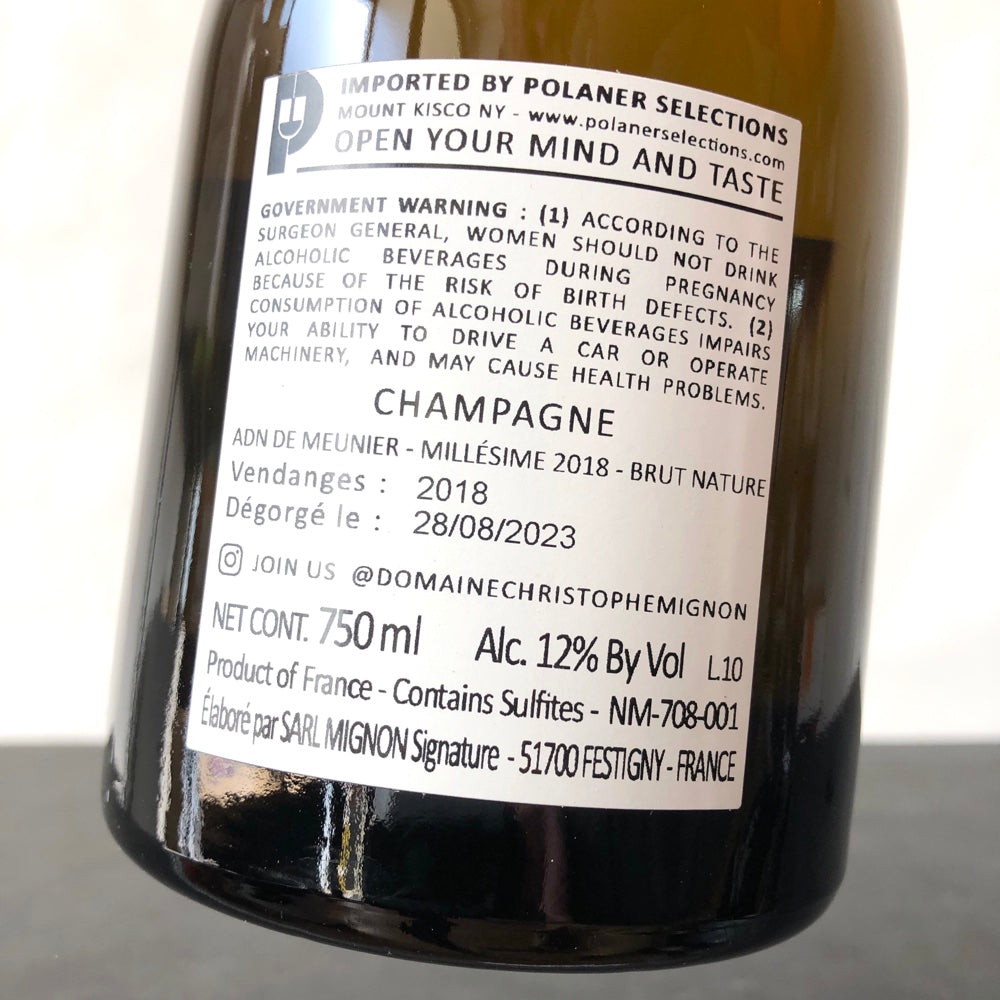 IMPORTED BY POLANER SELECTIONS
MOUNT KISCO NY - www.polanerselections.com
OPEN YOUR MIND AND TASTE
GOVERNMENT WARNING : (1) ACCORDING TO THE
SURGEON GENERAL, WOMEN SHOULD NOT DRINK
ALCOHOLIC BEVERAGES DURING PREGNANCY
BECAUSE OF THE RISK OF BIRTH DEFECTS. (2)
CONSUMPTION OF ALCOHOLIC BEVERAGES IMPAIRS
YOUR ABILITY TO DRIVE A CAR OR OPERATE
MACHINERY, AND MAY CAUSE HEALTH PROBLEMS.
CHAMPAGNE
ADN DE MEUNIER - MILLÉSIME 2018 - BRUT NATURE
Vendanges : 2018
Dégorgé le : 28/08/2023
JOIN US @DOMAINECHRISTOPHEMIGNON
NET CONT. 750 ml Alc. 12% By Vol L.10
Product of France - Contains Sulfites - NM-708-001
Élaboré par SARL MIGNON Signature - 51700 FESTIGNY - FRANCE